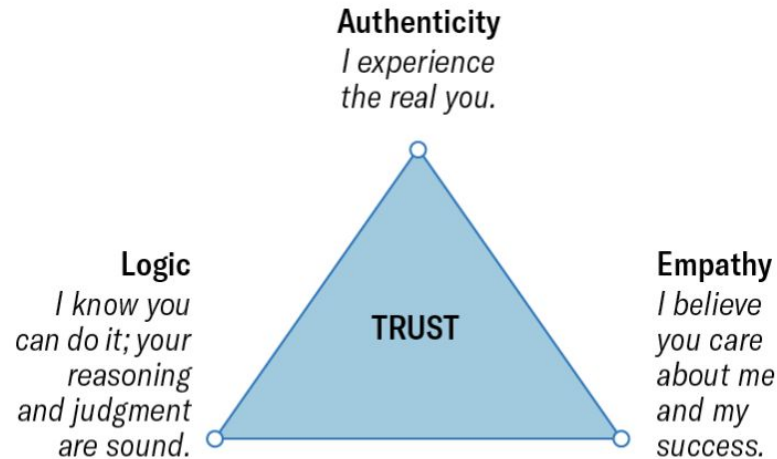 Authenticity
I experience
the real you.
Logic
I know you
can do it; your
reasoning
and judgment
are sound.
TRUST
Empathy
I believe
you care
about me
and my
success.